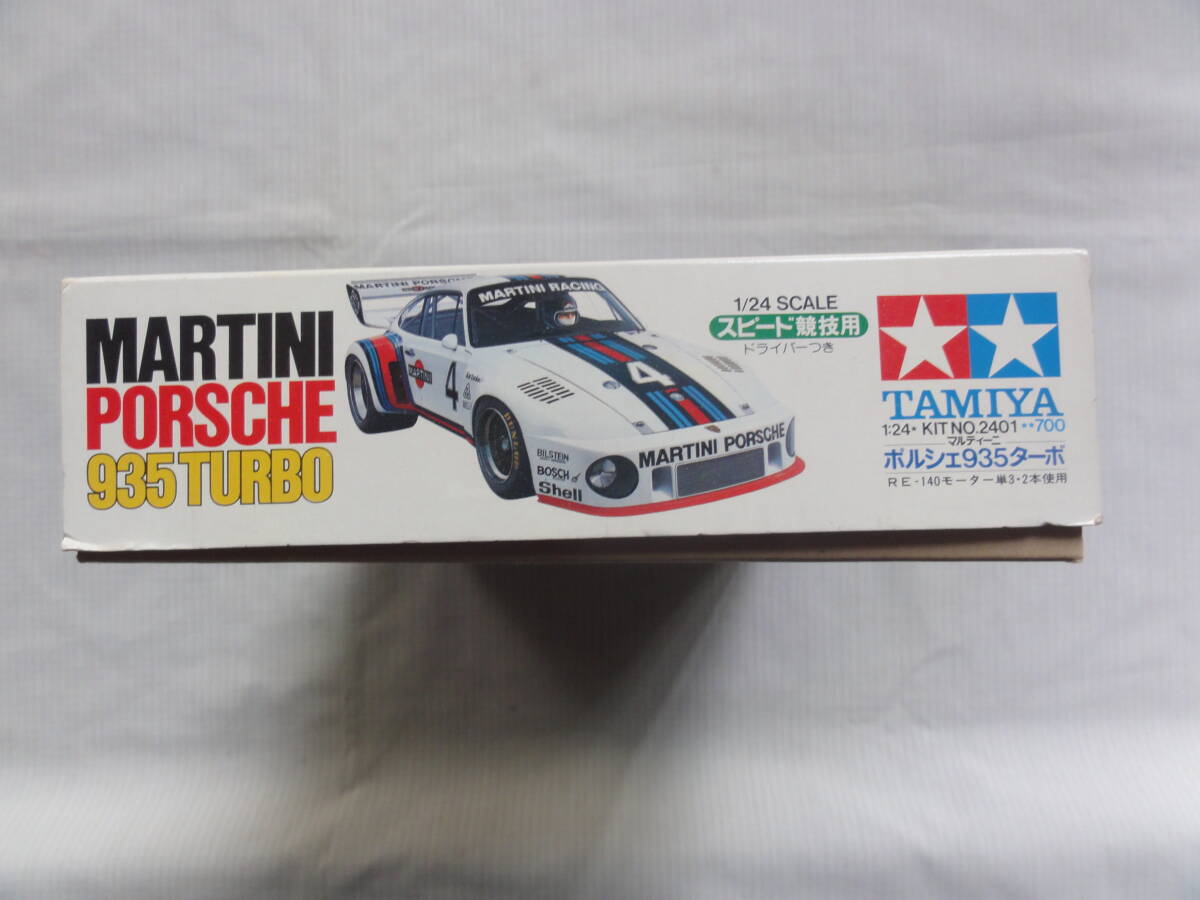 MARTINI
PORSCHE
935 TURBO
MARTINI PORSCHE
MARTINI RACING
MARTINI
4
4
DUNLOP
BILSTEIN
BOSCH
Shell
MARTINI PORSCHE
1/24 SCALE
スピード競技用
ドライバーつき
TAMIYA
1:24★ KIT NO.2401 ★★700
マルティーニ
ポルシェ935ターボ
RE-140モーター単3・2本使用